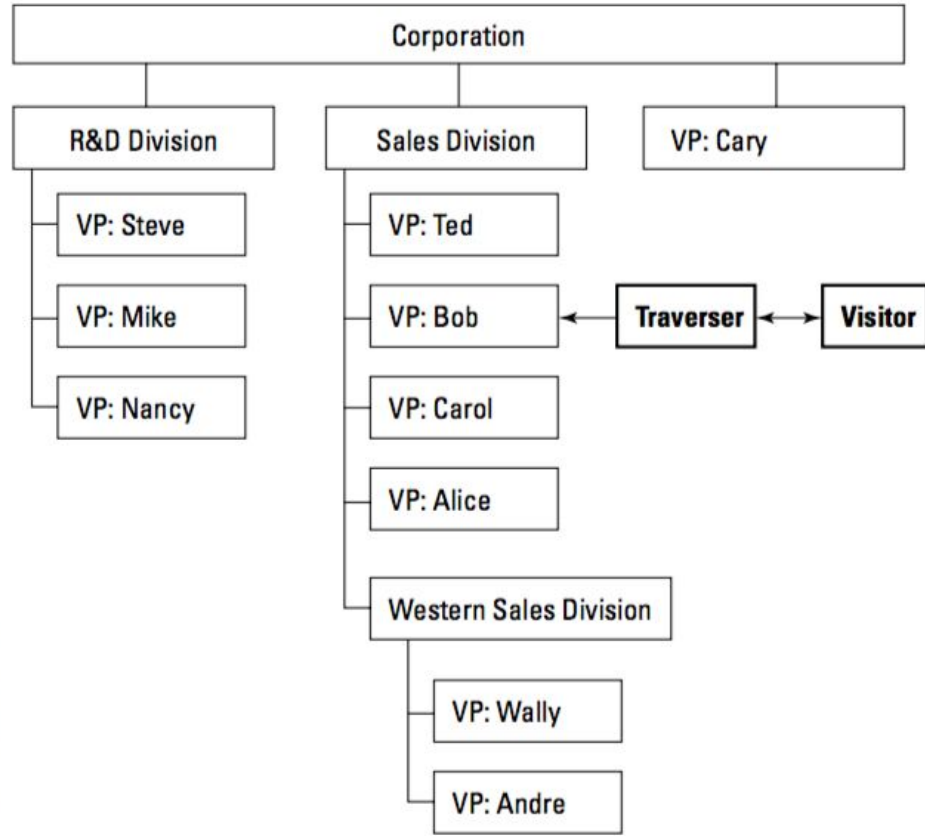 Corporation
R&D Division
Sales Division
VP: Cary
VP: Steve
VP: Ted
VP: Mike
VP: Bob
Traverser
Visitor
VP: Nancy
VP: Carol
VP: Alice
Western Sales Division
VP: Wally
VP: Andre